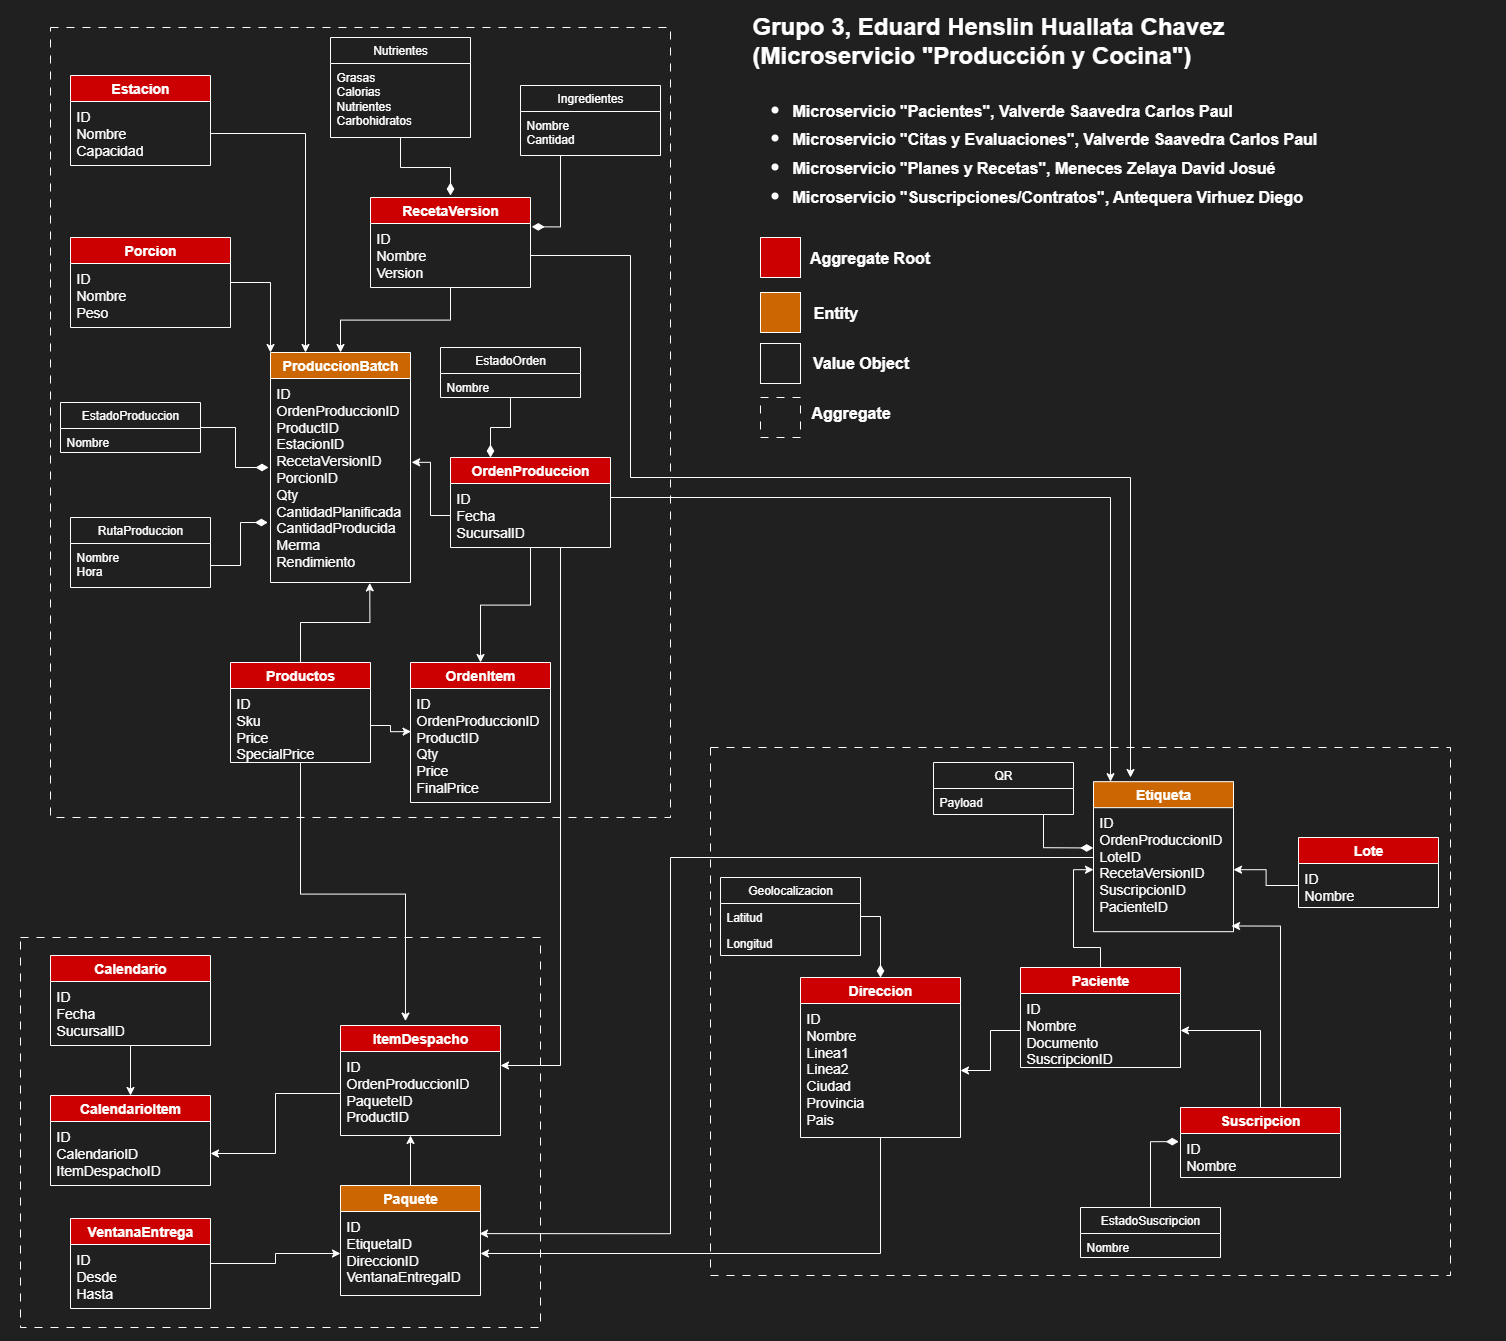 Grupo 3, Eduard Henslin Huallata Chavez
(Microservicio "Producción y Cocina")
Microservicio "Pacientes", Valverde Saavedra Carlos Paul
Microservicio "Citas y Evaluaciones", Valverde Saavedra Carlos Paul
Microservicio "Planes y Recetas", Meneces Zelaya David Josué
Microservicio "Suscripciones/Contratos", Antequera Virhuez Diego
Aggregate Root
Entity
Value Object
Aggregate
Nutrientes
Grasas
Calorias
Nutrientes
Carbohidratos
Ingredientes
Nombre
Cantidad
Estacion
ID
Nombre
Capacidad
RecetaVersion
ID
Nombre
Version
Porcion
ID
Nombre
Peso
ProduccionBatch
ID
OrdenProduccionID
ProductID
EstacionID
RecetaVersionID
PorcionID
Qty
CantidadPlanificada
CantidadProducida
Merma
Rendimiento
EstadoOrden
Nombre
EstadoProduccion
Nombre
OrdenProduccion
ID
Fecha
SucursalID
RutaProduccion
Nombre
Hora
Productos
ID
Sku
Price
SpecialPrice
OrdenItem
ID
OrdenProduccionID
ProductID
Qty
Price
FinalPrice
QR
Payload
Etiqueta
ID
OrdenProduccionID
LoteID
RecetaVersionID
SuscripcionID
PacienteID
Lote
ID
Nombre
Geolocalizacion
Latitud
Longitud
Direccion
ID
Nombre
Linea1
Linea2
Ciudad
Provincia
Pais
Paciente
ID
Nombre
Documento
SuscripcionID
Suscripcion
ID
Nombre
EstadoSuscripcion
Nombre
Calendario
ID
Fecha
SucursalID
ItemDespacho
ID
OrdenProduccionID
PaqueteID
ProductID
CalendarioItem
ID
CalendarioID
ItemDespachoID
Paquete
ID
EtiquetaID
DireccionID
VentanaEntregaID
VentanaEntrega
ID
Desde
Hasta